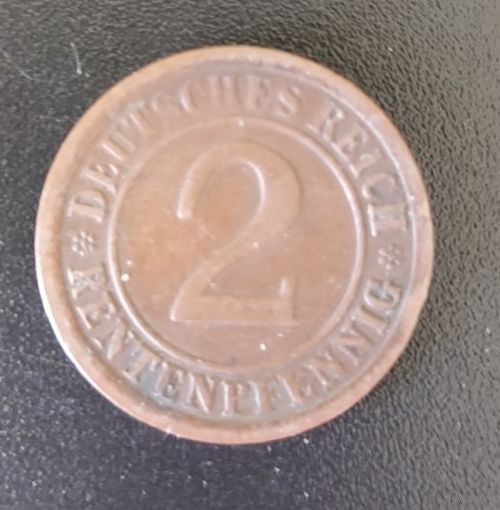 DEUTSCHES REICH
2
RENTENPFENNIG